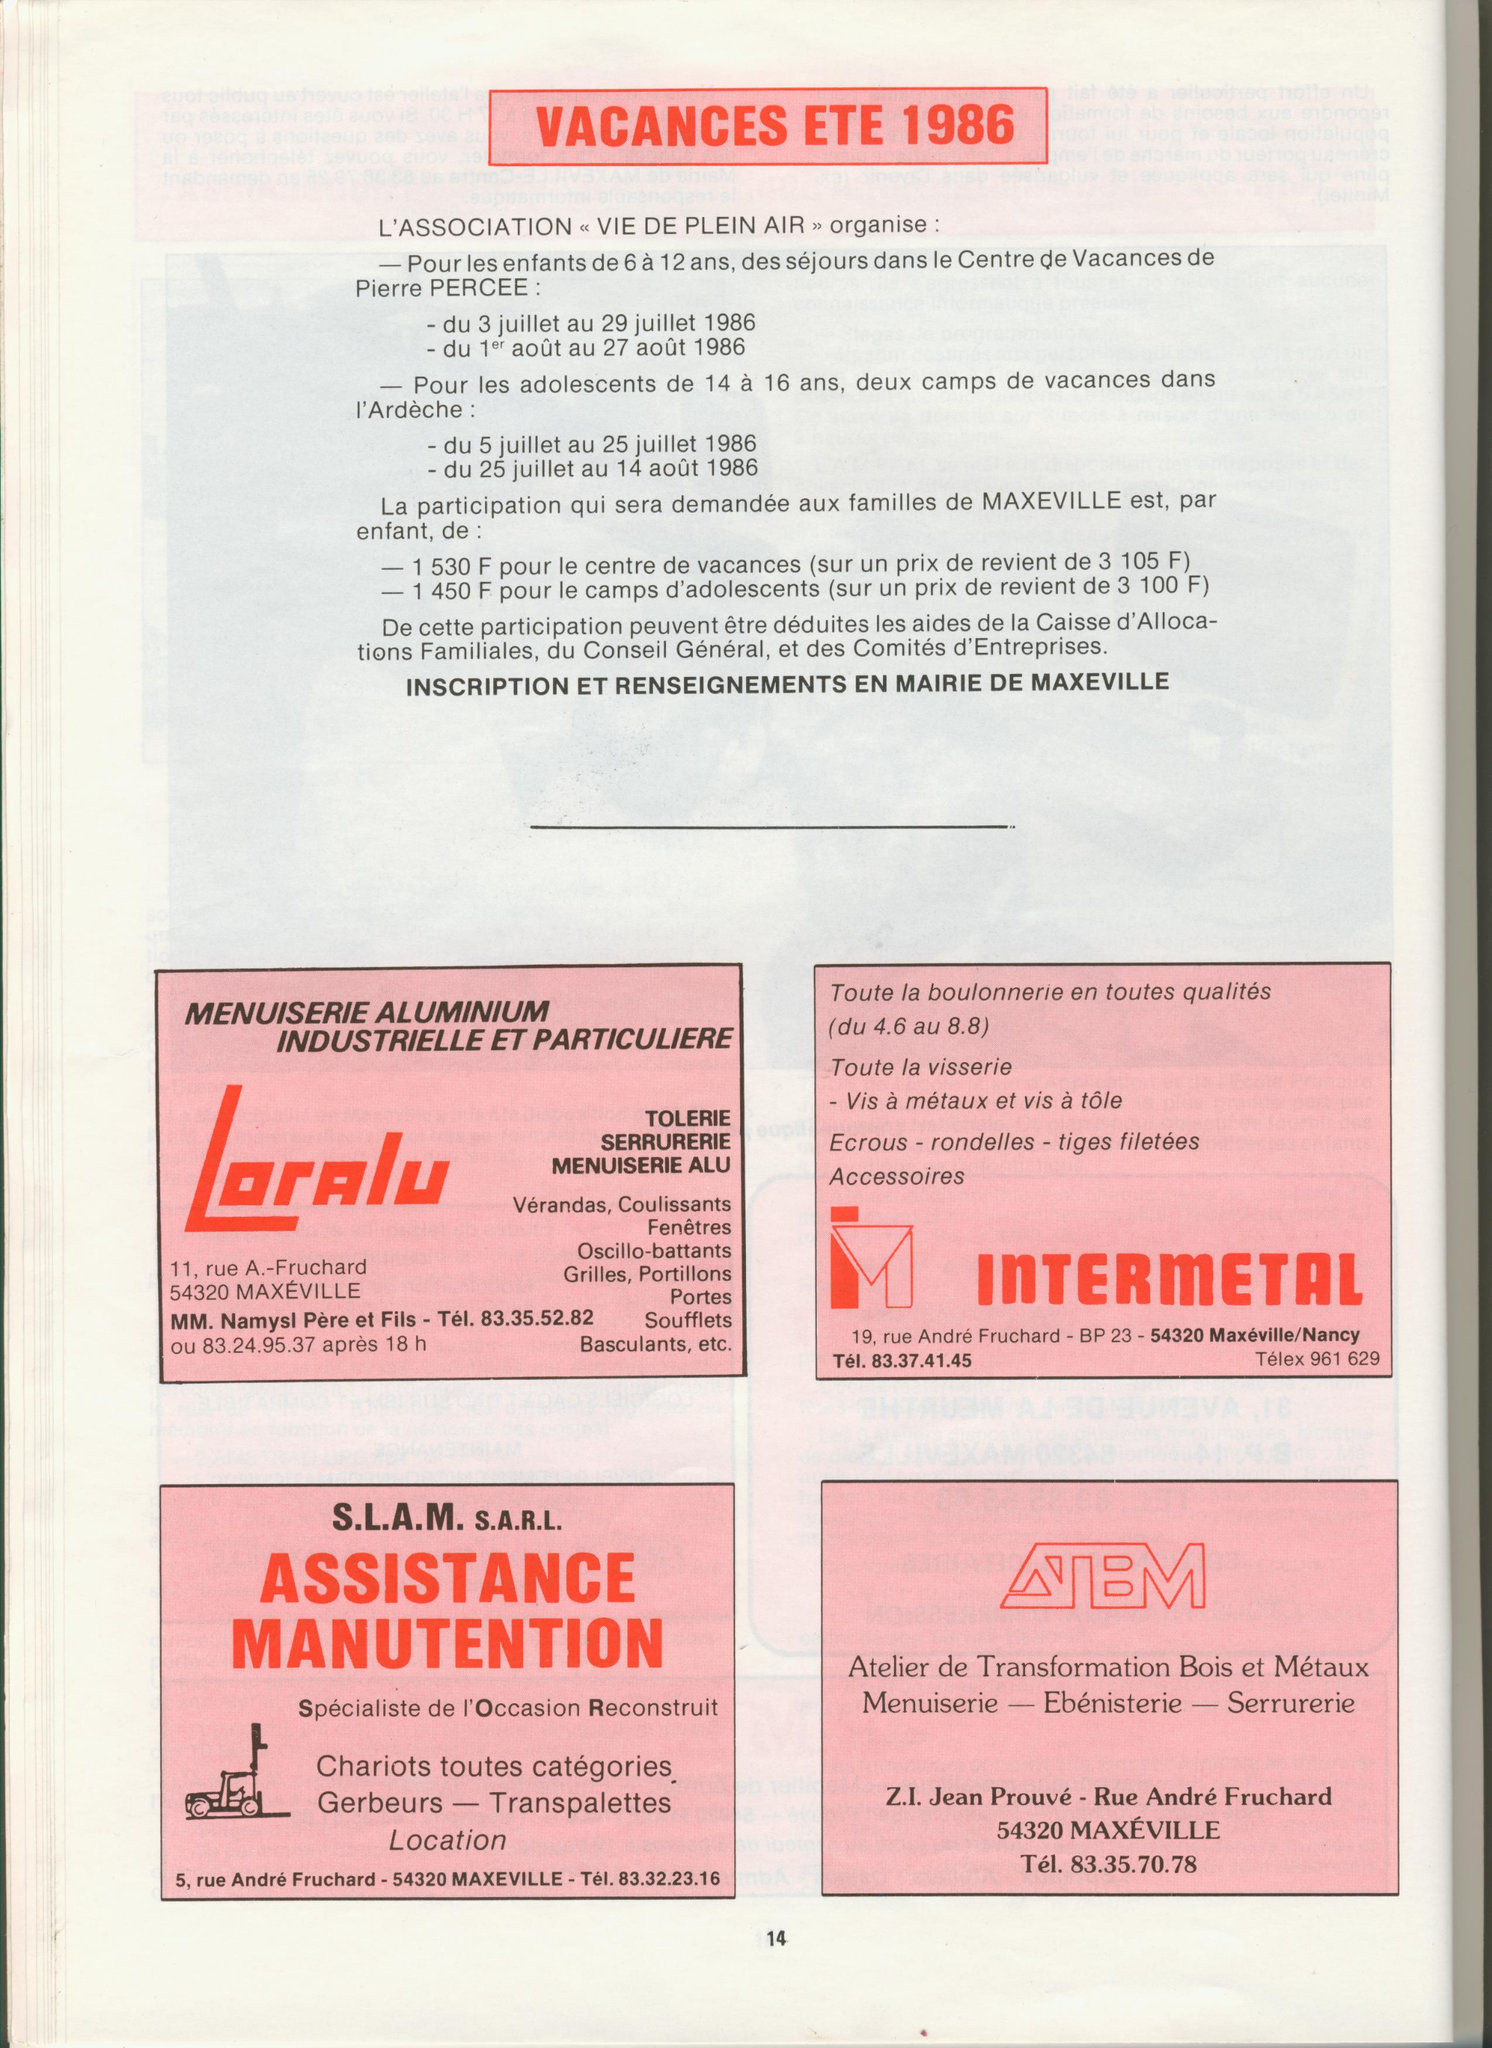 VACANCES ETE 1986
L'ASSOCIATION « VIE DE PLEIN AIR » organise :
— Pour les enfants de 6 à 12 ans, des séjours dans le Centre de Vacances de
Pierre PERCEE :
- du 3 juillet au 29 juillet 1986
- du 1er août au 27 août 1986
— Pour les adolescents de 14 à 16 ans, deux camps de vacances dans
l'Ardèche :
- du 5 juillet au 25 juillet 1986
- du 25 juillet au 14 août 1986
La participation qui sera demandée aux familles de MAXEVILLE est, par
enfant, de :
— 1 530 F pour le centre de vacances (sur un prix de revient de 3 105 F)
— 1 450 F pour le camps d'adolescents (sur un prix de revient de 3 100 F)
De cette participation peuvent être déduites les aides de la Caisse d'Alloca-
tions Familiales, du Conseil Général, et des Comités d'Entreprises.
INSCRIPTION ET RENSEIGNEMENTS EN MAIRIE DE MAXEVILLE
MENUISERIE ALUMINIUM
INDUSTRIELLE ET PARTICULIERE
Loralu
TOLERIE
SERRURERIE
MENUISERIE ALU
Vérandas, Coulissants
Fenêtres
Oscillo-battants
Grilles, Portillons
Portes
Soufflets
Basculants, etc.
11, rue A.-Fruchard
54320 MAXÉVILLE
MM. Namysl Père et Fils - Tél. 83.35.52.82
ou 83.24.95.37 après 18 h
Toute la boulonnerie en toutes qualités
(du 4.6 au 8.8)
Toute la visserie
- Vis à métaux et vis à tôle
Ecrous - rondelles - tiges filetées
Accessoires
INTERMETAL
19, rue André Fruchard - BP 23 - 54320 Maxéville/Nancy
Tél. 83.37.41.45 Télex 961 629
S.L.A.M. S.A.R.L.
ASSISTANCE
MANUTENTION
Spécialiste de l'Occasion Reconstruit
Chariots toutes catégories
Gerbeurs — Transpalettes
Location
5, rue André Fruchard - 54320 MAXEVILLE - Tél. 83.32.23.16
ATBM
Atelier de Transformation Bois et Métaux
Menuiserie — Ebénisterie — Serrurerie
Z.I. Jean Prouvé - Rue André Fruchard
54320 MAXÉVILLE
Tél. 83.35.70.78
14